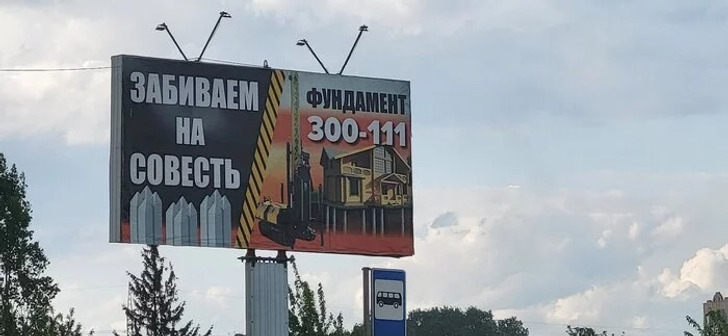 ЗАБИВАЕМ
НА
СОВЕСТЬ
ФУНДАМЕНТ
300-111